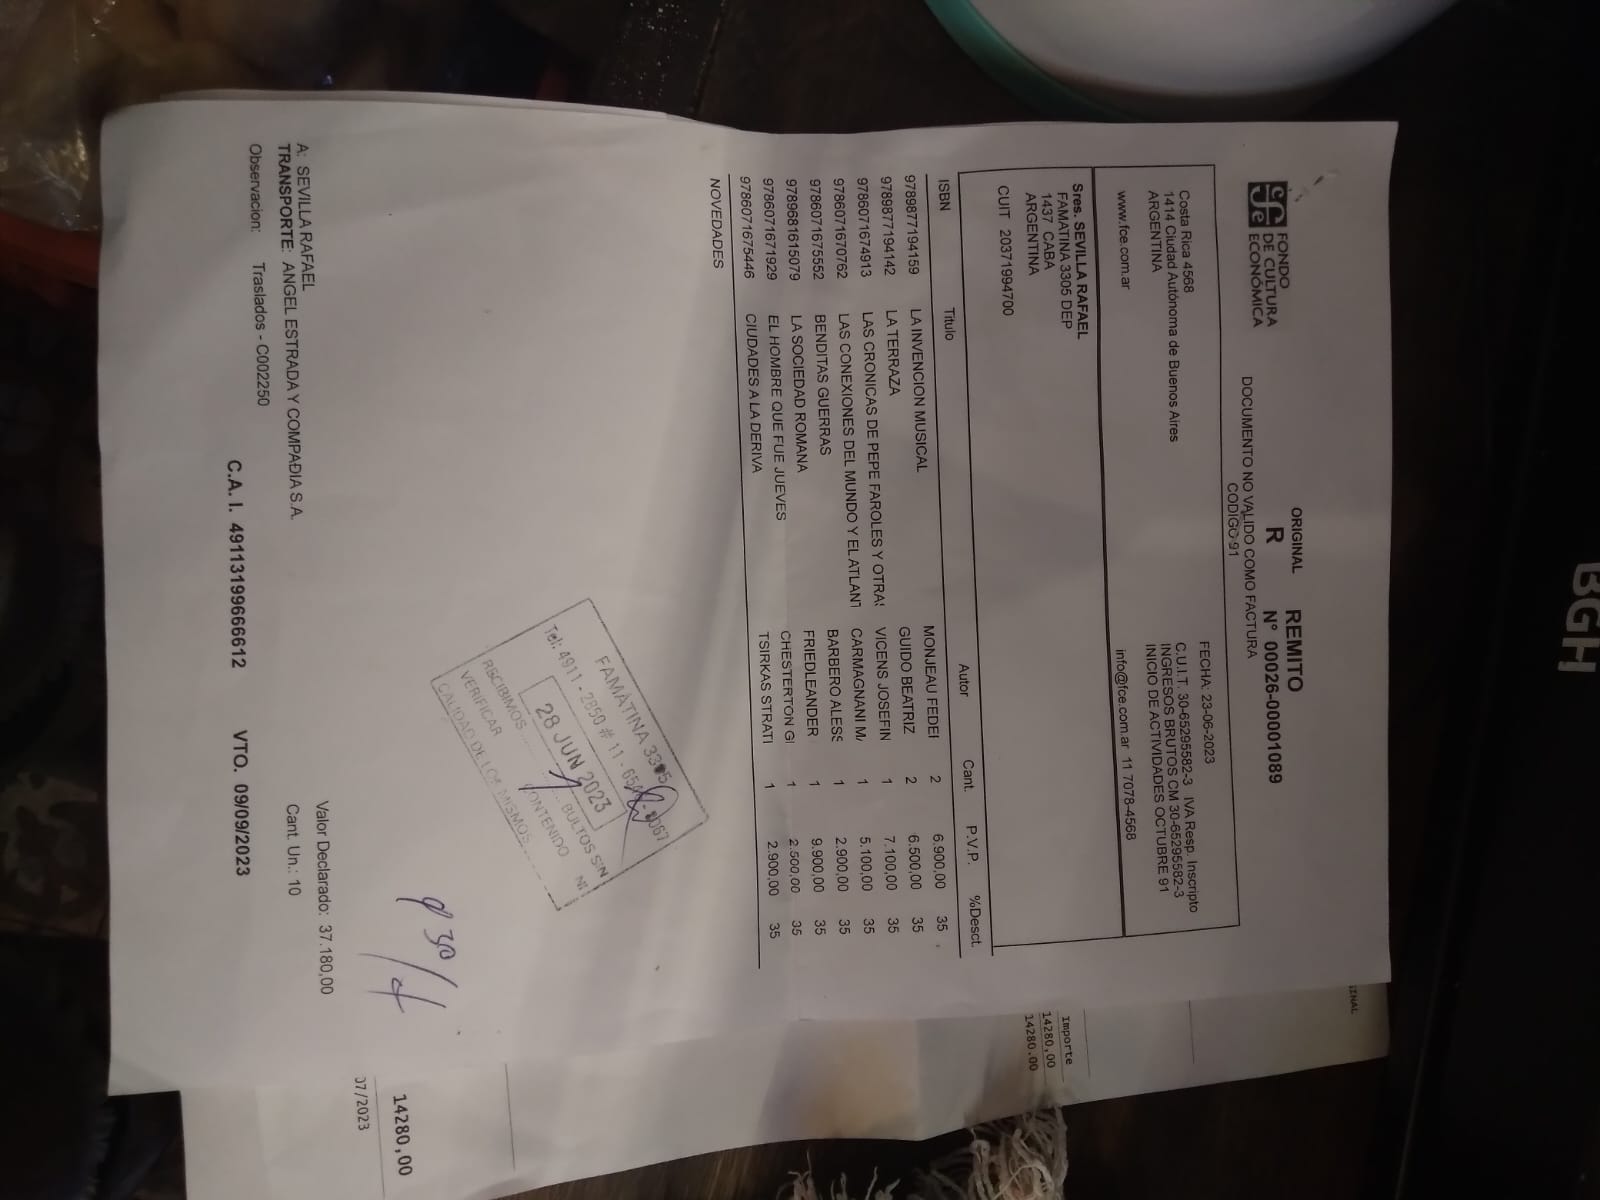 BGH
ORIGINAL REMITO
R N° 00026-00001089
FONDO
DE CULTURA
ECONÓMICA
DOCUMENTO NO VALIDO COMO FACTURA
CODIGO 91
Costa Rica 4568
1414 Ciudad Autónoma de Buenos Aires
ARGENTINA
www.fce.com.ar
FECHA: 23-06-2023
C.U.I.T. 30-65295582-3 IVA Resp. Inscripto
INGRESOS BRUTOS CM 30-65295582-3
INICIO DE ACTIVIDADES OCTUBRE 91
info@fce.com.ar 11 7078-4568
Sres. SEVILLA RAFAEL
FAMATINA 3305 DEP
1437 CABA
ARGENTINA
CUIT 20371994700
ISBN Titulo Autor Cant. P.V.P. %Desct.
9789877194159 LA INVENCION MUSICAL MONJEAU FEDEI 2 6.900,00 35
9789877194142 LA TERRAZA GUIDO BEATRIZ 2 6.500,00 35
9786071674913 LAS CRONICAS DE PEPE FAROLES Y OTRAS VICENS JOSEFIN 1 7.100,00 35
9786071670762 LAS CONEXIONES DEL MUNDO Y EL ATLANT CARMAGNANI MA 1 5.100,00 35
9786071675552 BENDITAS GUERRAS BARBERO ALESS 1 2.900,00 35
9789681615079 LA SOCIEDAD ROMANA FRIEDLEANDER 1 9.900,00 35
9786071671929 EL HOMBRE QUE FUE JUEVES CHESTERTON GI 1 2.500,00 35
9786071675446 CIUDADES A LA DERIVA TSIRKAS STRATI 1 2.900,00 35
NOVEDADES
FAMATINA 3305
Tel: 4911 - 2850 # 11 -
28 JUN 2023
RECIBIMOS 1 BULTOS SIN
VERIFICAR CONTENIDO NI
CALIDAD DE LOS MISMOS
930/
A: SEVILLA RAFAEL
TRANSPORTE: ANGEL ESTRADA Y COMPAÐIA S.A.
Observacion: Traslados - C002250
Valor Declarado: 37.180,00
Cant. Un.: 10
C.A. I. 49113199666612 VTO. 09/09/2023
GINAL
Importe
14280,00
14280.00
14280,00
07/2023